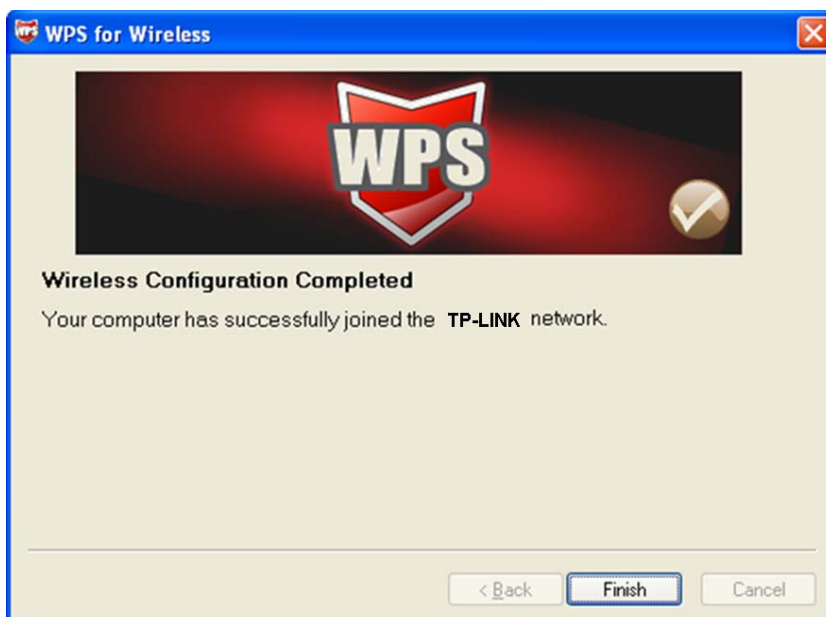 WPS for Wireless
WPS
Wireless Configuration Completed
Your computer has successfully joined the TP-LINK network.
< Back Finish Cancel